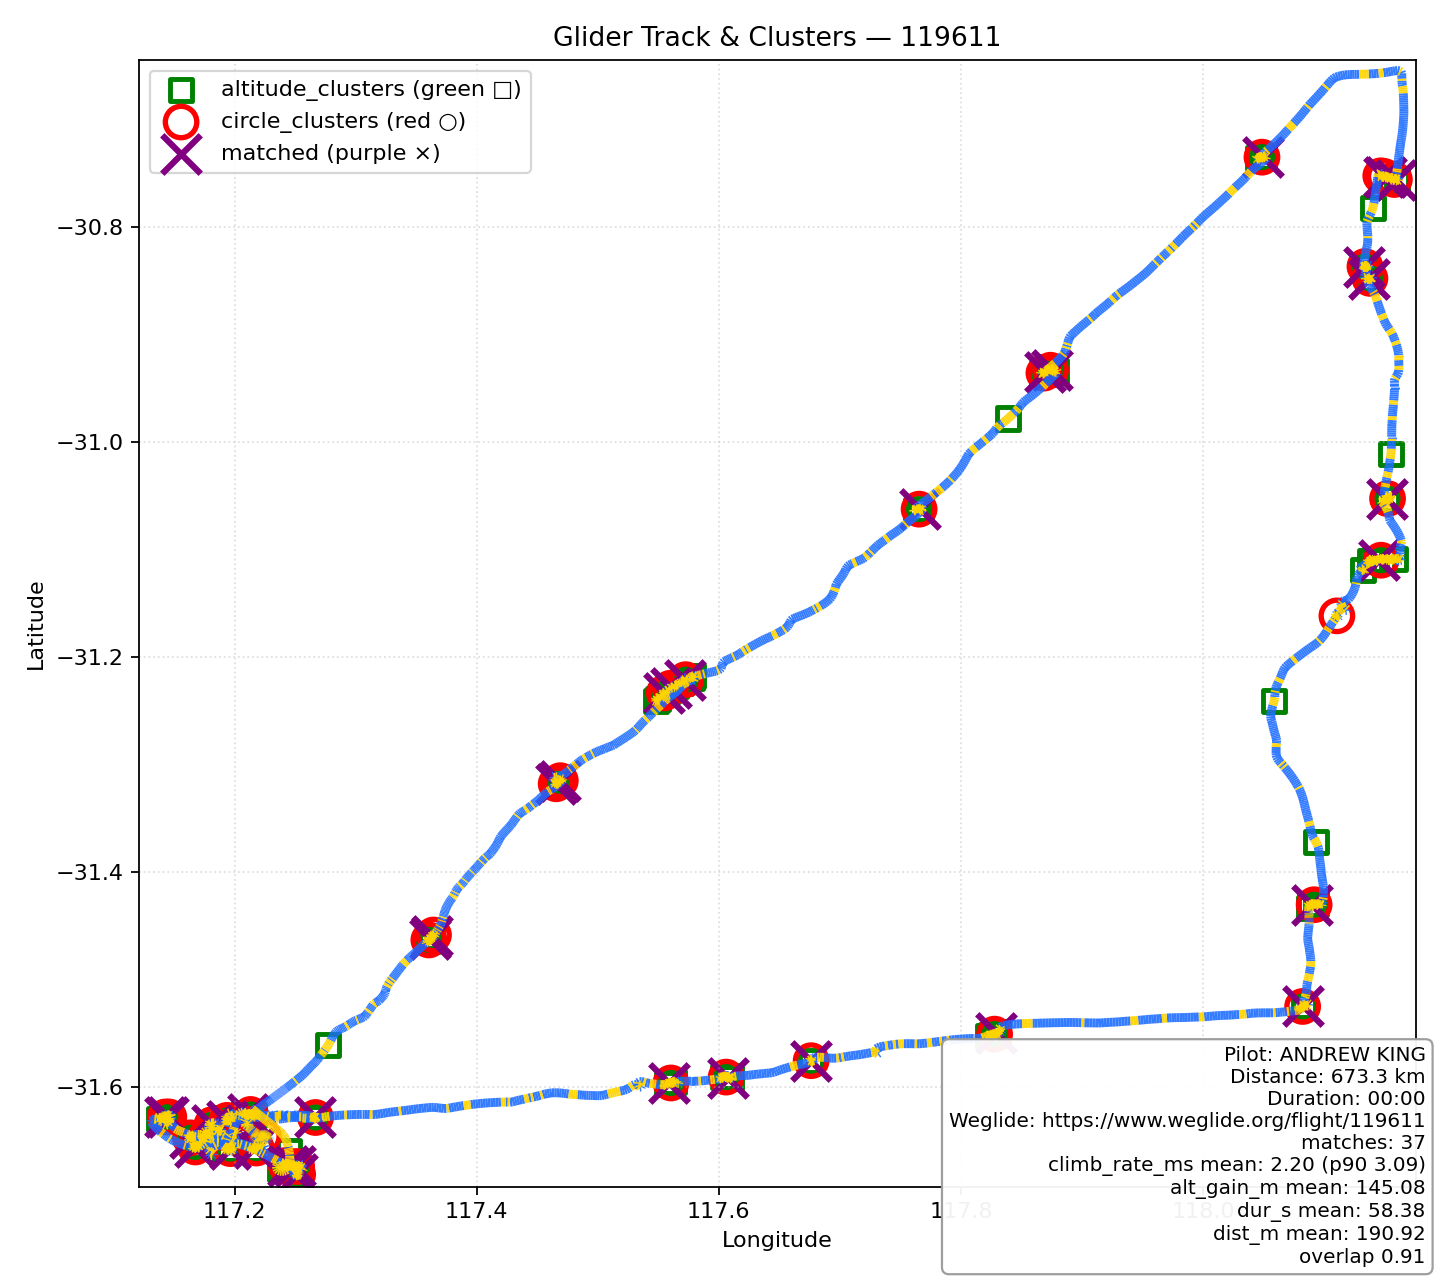 Glider Track & Clusters — 119611
altitude_clusters (green □)
circle_clusters (red ○)
matched (purple ×)
−30.8
−31.0
−31.2
−31.4
−31.6
Latitude
117.2
117.4
117.6
117.8
118.0
Longitude
Pilot: ANDREW KING
Distance: 673.3 km
Duration: 00:00
Weglide: https://www.weglide.org/flight/119611
matches: 37
climb_rate_ms mean: 2.20 (p90 3.09)
alt_gain_m mean: 145.08
dur_s mean: 58.38
dist_m mean: 190.92
overlap 0.91